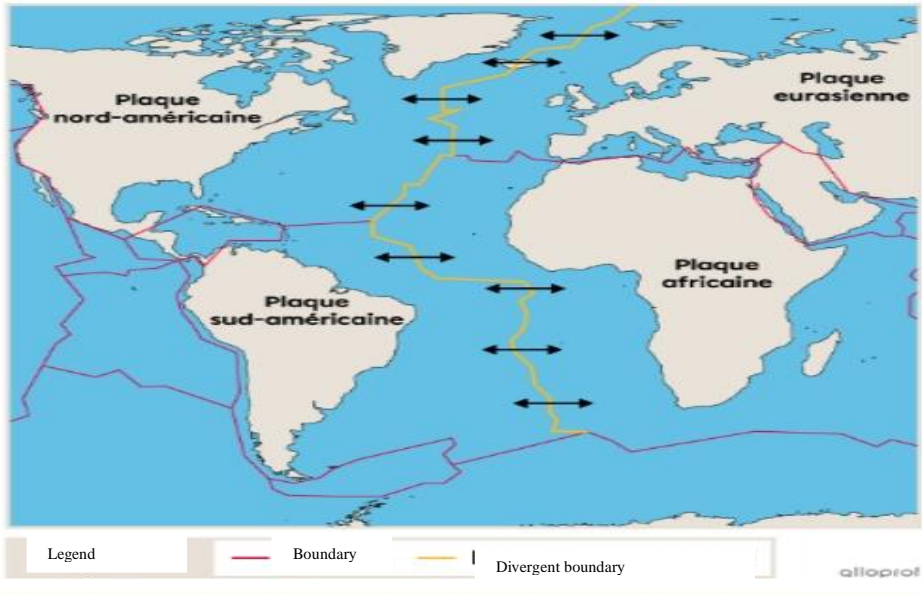 Plaque
nord-américaine
Plaque
eurasienne
Plaque
africaine
Plaque
sud-américaine
Legend
Boundary
Divergent boundary
alloprof